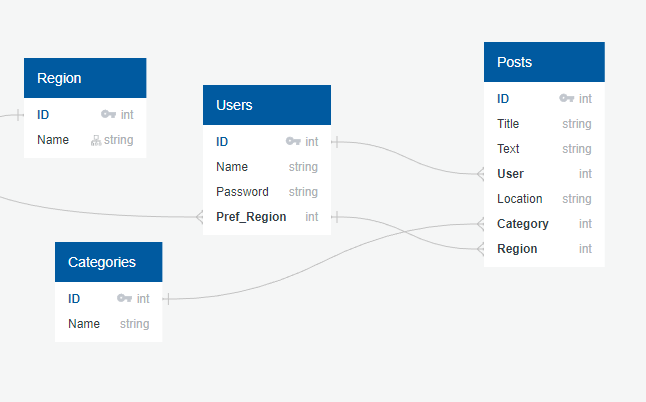 Region
ID int
Name string
Users
ID int
Name string
Password string
Pref_Region int
Categories
ID int
Name string
Posts
ID int
Title string
Text string
User int
Location string
Category int
Region int